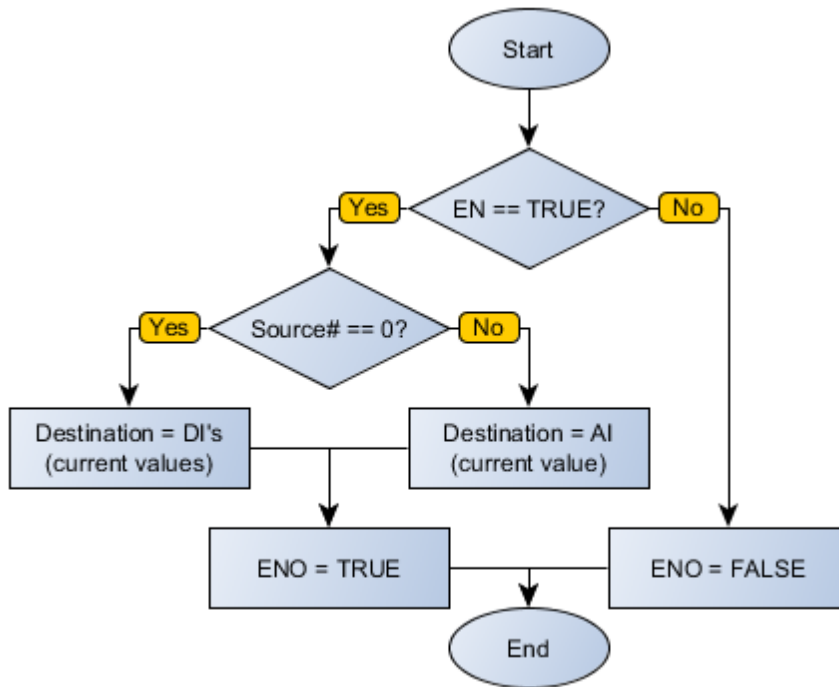 Start
EN == TRUE?
Yes
No
Source# == 0?
Yes
No
Destination = DI's
(current values)
Destination = AI
(current value)
ENO = TRUE
ENO = FALSE
End